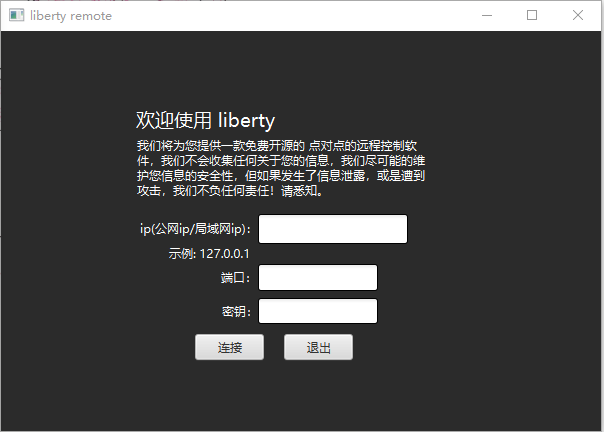 liberty remote
欢迎使用 liberty
我们将为您提供一款免费开源的 点对点的远程控制软
件，我们不会收集任何关于您的信息，我们尽可能的维
护您信息的安全性，但如果发生了信息泄露，或是遭到
攻击，我们不负任何责任！请悉知。
ip(公网ip/局域网ip)：
示例: 127.0.0.1
端口：
密钥：
连接 退出